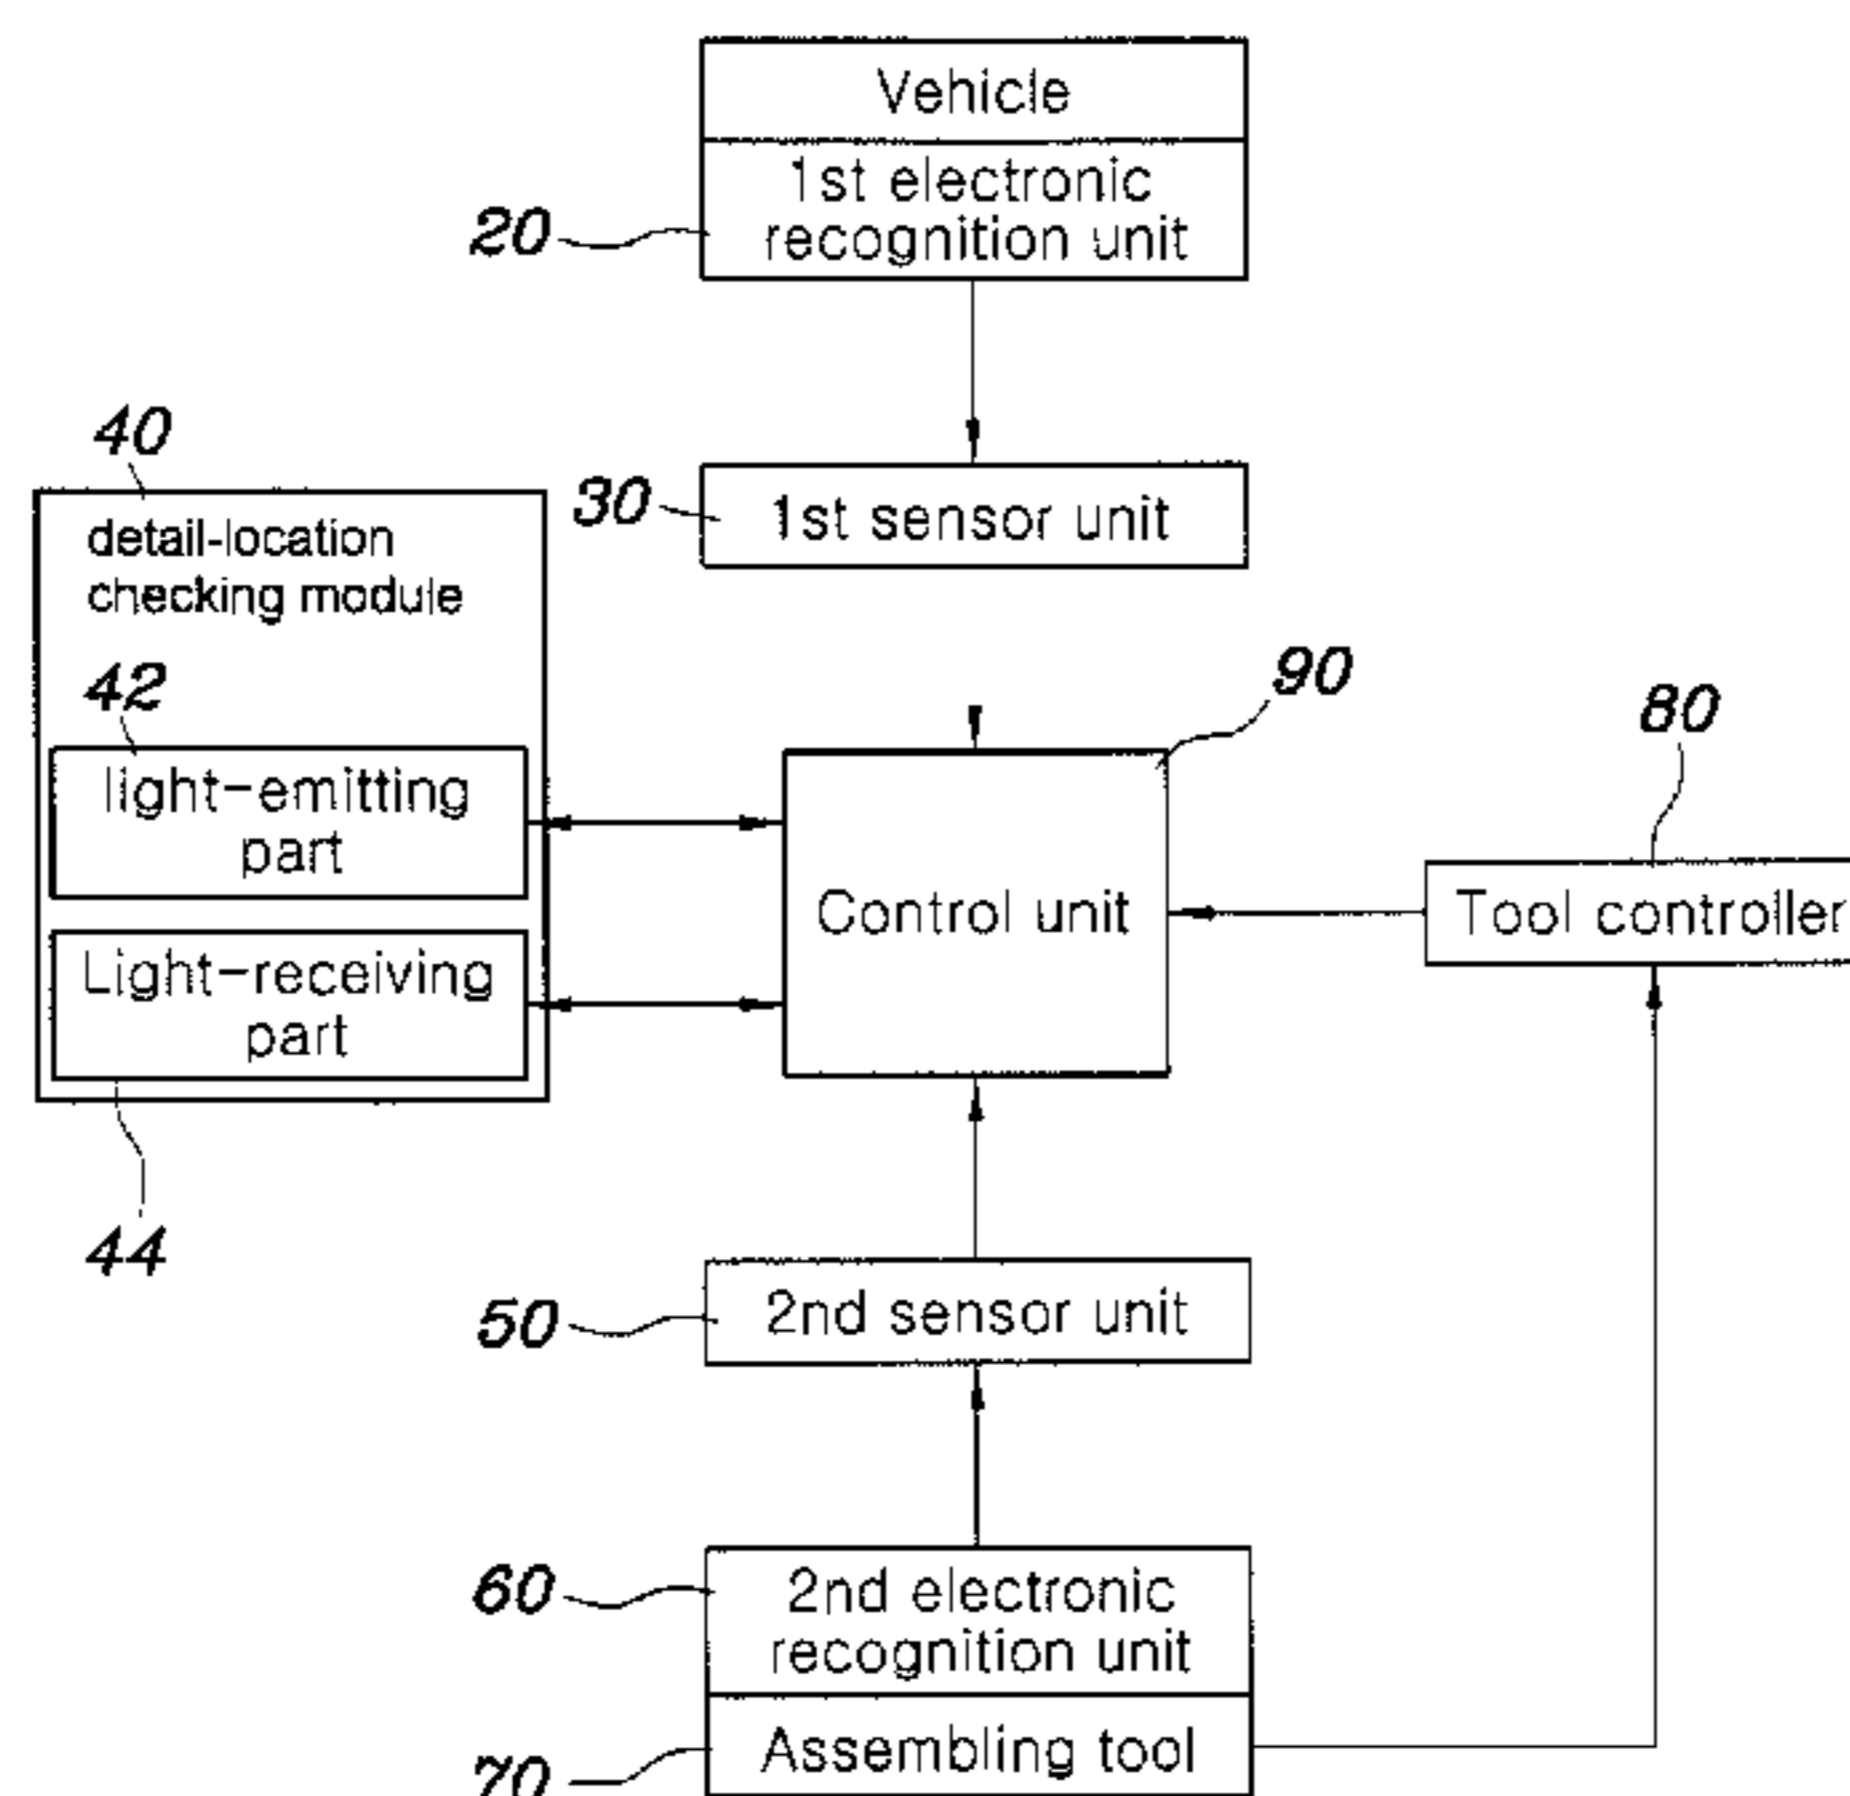 Vehicle
1st electronic
recognition unit
20
40
30
1st sensor unit
detail-location
checking module
42
90
80
light-emitting
part
Control unit
Tool controller
Light-receiving
part
44
50
2nd sensor unit
60
2nd electronic
recognition unit
70
Assembling tool